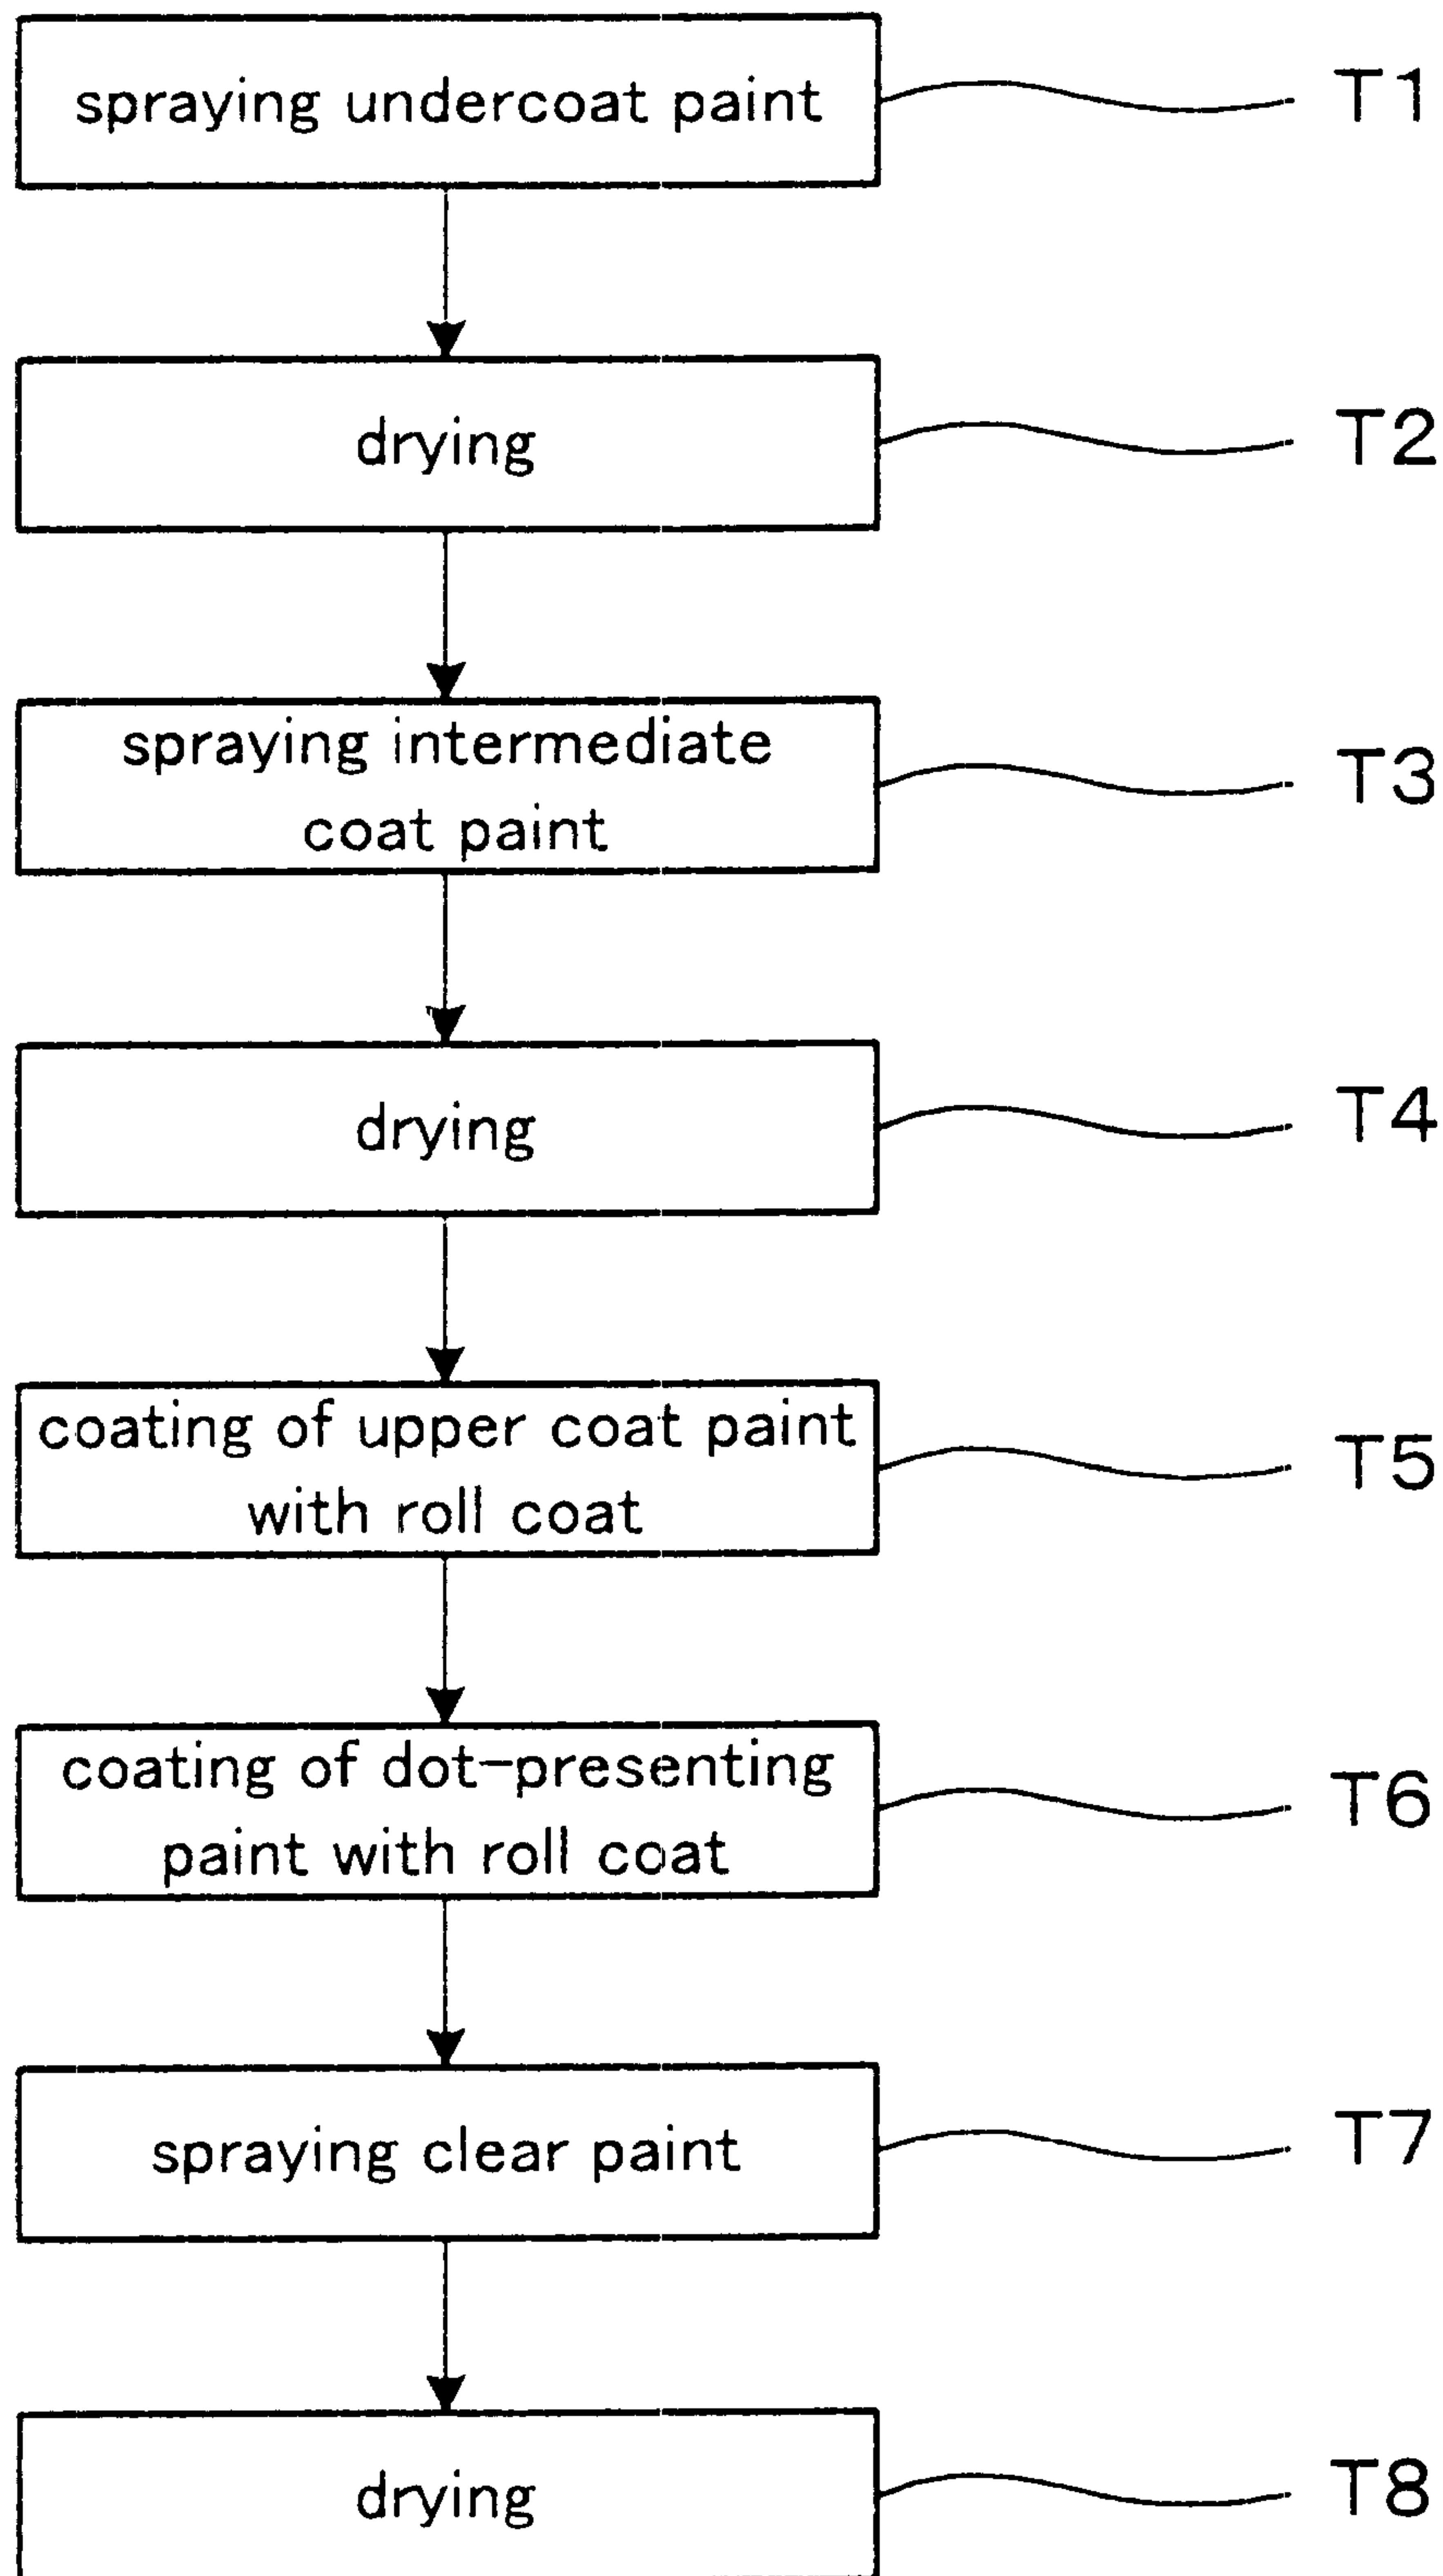 spraying undercoat paint
T1
drying
T2
spraying intermediate
coat paint
T3
drying
T4
coating of upper coat paint
with roll coat
T5
coating of dot-presenting
paint with roll coat
T6
spraying clear paint
T7
drying
T8